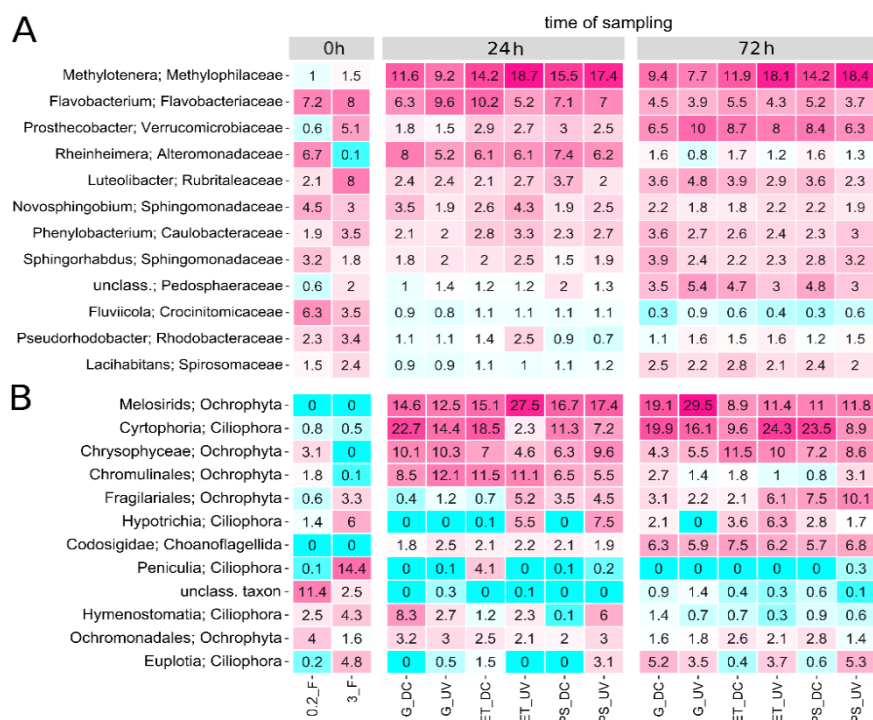 time of sampling
A
0h 24h 72h
Methylotenera; Methylophilaceae 1 1.5 11.6 9.2 14.2 18.7 15.5 17.4 9.4 7.7 11.9 18.1 14.2 18.4
Flavobacterium; Flavobacteriaceae 7.2 8 6.3 9.6 10.2 5.2 7.1 7 4.5 3.9 5.5 4.3 5.2 3.7
Prosthecobacter; Verrucomicrobiaceae 0.6 5.1 1.8 1.5 2.9 2.7 3 2.5 6.5 10 8.7 8 8.4 6.3
Rheinheimera; Alteromonadaceae 6.7 0.1 8 5.2 6.1 6.1 7.4 6.2 1.6 0.8 1.7 1.2 1.6 1.3
Luteolibacter; Rubritaleaceae 2.1 8 2.4 2.4 2.1 2.7 3.7 2 3.6 4.8 3.9 2.9 3.6 2.3
Novosphingobium; Sphingomonadaceae 4.5 3 3.5 1.9 2.6 4.3 1.9 2.5 2.2 1.8 1.8 2.2 2.2 1.9
Phenylobacterium; Caulobacteraceae 1.9 3.5 2.1 2 2.8 3.3 2.3 2.7 3.6 2.7 2.6 2.4 2.3 3
Sphingorhabdus; Sphingomonadaceae 3.2 1.8 1.8 2 2 2.5 1.5 1.9 3.9 2.4 2.2 2.3 2.8 3.2
unclass.; Pedosphaeraceae 0.6 2 1 1.4 1.2 1.2 2 1.3 3.5 5.4 4.7 3 4.8 3
Fluviicola; Crocinitomicaceae 6.3 3.5 0.9 0.8 1.1 1.1 1.1 1.1 0.3 0.9 0.6 0.4 0.3 0.6
Pseudorhodobacter; Rhodobacteraceae 2.3 3.4 1.1 1.1 1.4 2.5 0.9 0.7 1.1 1.6 1.5 1.6 1.2 1.5
Lacihabitans; Spirosomaceae 1.5 2.4 0.9 0.9 1.1 1 1.1 1.2 2.5 2.2 2.8 2.1 2.4 2
B
Melosirids; Ochrophyta 0 0 14.6 12.5 15.1 27.5 16.7 17.4 19.1 29.5 8.9 11.4 11 11.8
Cyrtophoria; Ciliophora 0.8 0.5 22.7 14.4 18.5 2.3 11.3 7.2 19.9 16.1 9.6 24.3 23.5 8.9
Chrysophyceae; Ochrophyta 3.1 0 10.1 10.3 7 4.6 6.3 9.6 4.3 5.5 11.5 10 7.2 8.6
Chromulinales; Ochrophyta 1.8 0.1 8.5 12.1 11.5 11.1 6.5 5.5 2.7 1.4 1.8 1 0.8 3.1
Fragilariales; Ochrophyta 0.6 3.3 0.4 1.2 0.7 5.2 3.5 4.5 3.1 2.2 2.1 6.1 7.5 10.1
Hypotrichia; Ciliophora 1.4 6 0 0 0.1 5.5 0 7.5 2.1 0 3.6 6.3 2.8 1.7
Codosigidae; Choanoflagellida 0 0 1.8 2.5 2.1 2.2 2.1 1.9 6.3 5.9 7.5 6.2 5.7 6.8
Peniculia; Ciliophora 0.1 14.4 0 0.1 4.1 0 0.1 0.2 0 0 0 0 0 0.3
unclass. taxon 11.4 2.5 0 0.3 0 0.1 0 0 0.9 1.4 0.4 0.3 0.6 0.1
Hymenostomatia; Ciliophora 2.5 4.3 8.3 2.7 1.2 2.3 0.1 6 1.4 0.7 0.7 0.3 0.9 0.6
Ochromonadales; Ochrophyta 4 1.6 3.2 3 2.5 2.1 2 3 1.6 1.8 2.6 2.1 2.8 1.4
Euplotia; Ciliophora 0.2 4.8 0 0.5 1.5 0 0 3.1 5.2 3.5 0.4 3.7 0.6 5.3
0.2_F 3_F G_DC G_UV ET_DC ET_UV PS_DC PS_UV G_DC G_UV ET_DC ET_UV PS_DC PS_UV